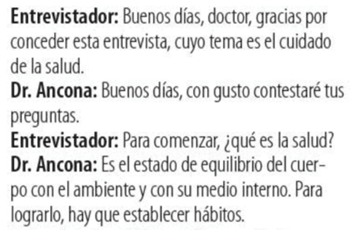 Entrevistador: Buenos días, doctor, gracias por
conceder esta entrevista, cuyo tema es el cuidado
de la salud.
Dr. Ancona: Buenos días, con gusto contestaré tus
preguntas.
Entrevistador: Para comenzar, ¿qué es la salud?
Dr. Ancona: Es el estado de equilibrio del cuer-
po con el ambiente y con su medio interno. Para
lograrlo, hay que establecer hábitos.